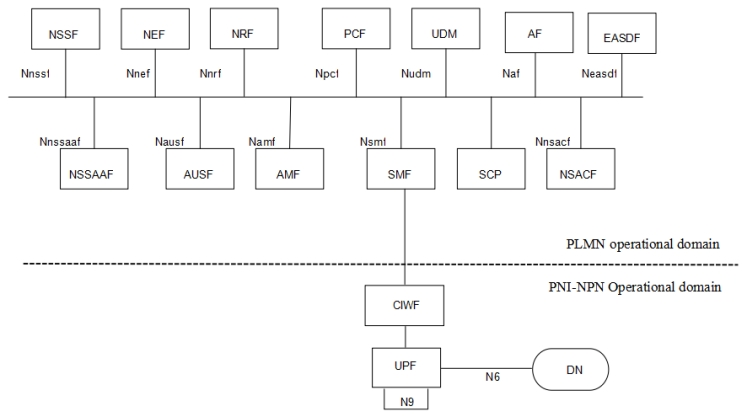 NSSF
NEF
NRF
PCF
UDM
AF
EASDF
Nnssf
Nnef
Nnrf
Npcf
Nudm
Naf
Neasdf
Nnssaaf
Nausf
Namf
Nsmf
Nnsacf
NSSAAF
AUSF
AMF
SMF
SCP
NSACF
PLMN operational domain
PNI-NPN Operational domain
CIWF
UPF
N6
DN
N9